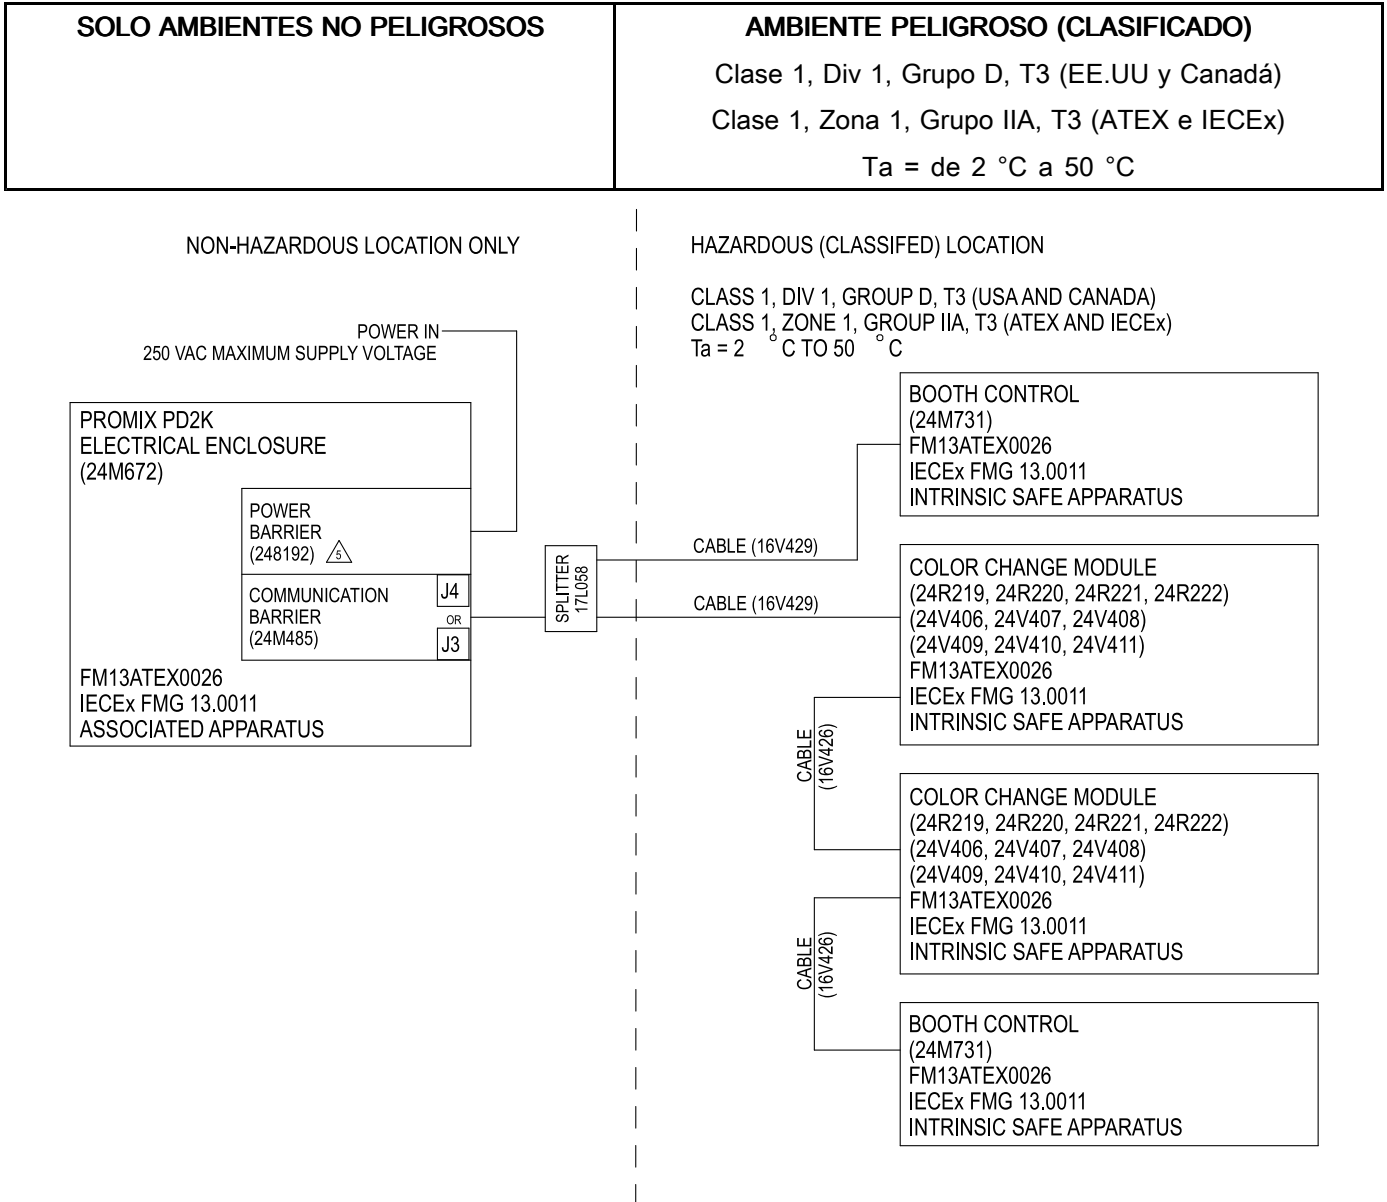 SOLO AMBIENTES NO PELIGROSOS
AMBIENTE PELIGROSO (CLASIFICADO)
Clase 1, Div 1, Grupo D, T3 (EE.UU y Canadá)
Clase 1, Zona 1, Grupo IIA, T3 (ATEX e IECEx)
Ta = de 2 °C a 50 °C
NON-HAZARDOUS LOCATION ONLY
HAZARDOUS (CLASSIFED) LOCATION
CLASS 1, DIV 1, GROUP D, T3 (USA AND CANADA)
CLASS 1, ZONE 1, GROUP IIA, T3 (ATEX AND IECEx)
Ta = 2 °C TO 50 °C
POWER IN
250 VAC MAXIMUM SUPPLY VOLTAGE
PROMIX PD2K
ELECTRICAL ENCLOSURE
(24M672)
POWER
BARRIER
(248192) 5
COMMUNICATION
BARRIER
(24M485)
J4
OR
J3
FM13ATEX0026
IECEx FMG 13.0011
ASSOCIATED APPARATUS
SPLITTER
17L058
CABLE (16V429)
CABLE (16V429)
BOOTH CONTROL
(24M731)
FM13ATEX0026
IECEx FMG 13.0011
INTRINSIC SAFE APPARATUS
COLOR CHANGE MODULE
(24R219, 24R220, 24R221, 24R222)
(24V406, 24V407, 24V408)
(24V409, 24V410, 24V411)
FM13ATEX0026
IECEx FMG 13.0011
INTRINSIC SAFE APPARATUS
CABLE
(16V426)
COLOR CHANGE MODULE
(24R219, 24R220, 24R221, 24R222)
(24V406, 24V407, 24V408)
(24V409, 24V410, 24V411)
FM13ATEX0026
IECEx FMG 13.0011
INTRINSIC SAFE APPARATUS
CABLE
(16V426)
BOOTH CONTROL
(24M731)
FM13ATEX0026
IECEx FMG 13.0011
INTRINSIC SAFE APPARATUS